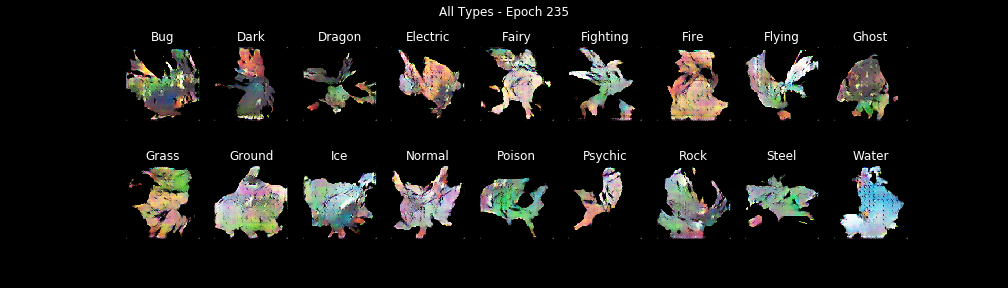 All Types - Epoch 235
Bug Dark Dragon Electric Fairy Fighting Fire Flying Ghost
Grass Ground Ice Normal Poison Psychic Rock Steel Water